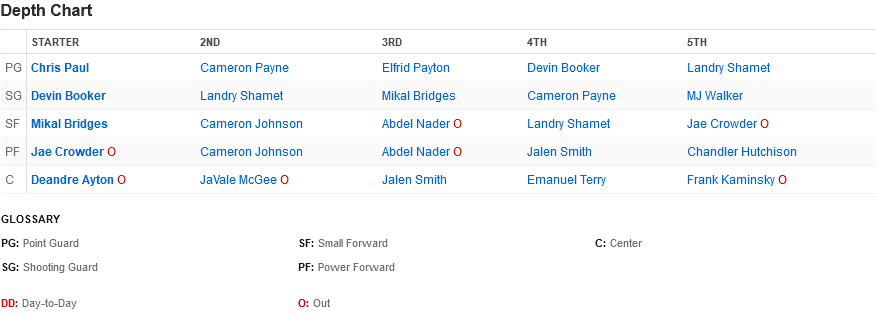 Depth Chart
STARTER 2ND 3RD 4TH 5TH
PG Chris Paul Cameron Payne Elfrid Payton Devin Booker Landry Shamet
SG Devin Booker Landry Shamet Mikal Bridges Cameron Payne MJ Walker
SF Mikal Bridges Cameron Johnson Abdel Nader O Landry Shamet Jae Crowder O
PF Jae Crowder O Cameron Johnson Abdel Nader O Jalen Smith Chandler Hutchison
C Deandre Ayton O JaVale McGee O Jalen Smith Emanuel Terry Frank Kaminsky O
GLOSSARY
PG: Point Guard SF: Small Forward C: Center
SG: Shooting Guard PF: Power Forward
DD: Day-to-Day O: Out